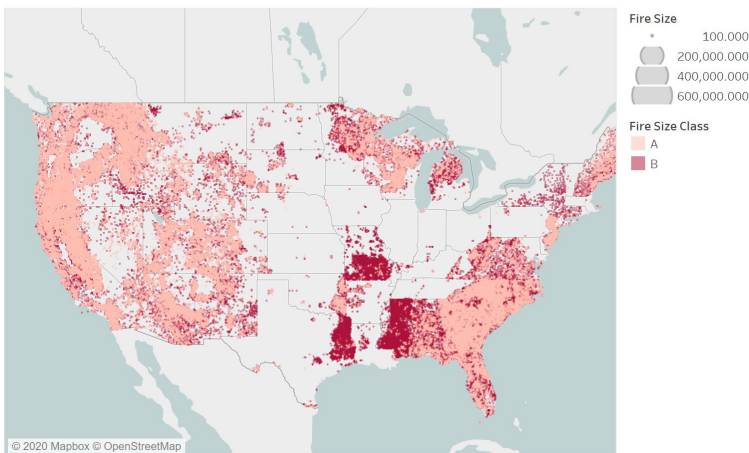 Fire Size
100.000
200,000.000
400,000.000
600,000.000
Fire Size Class
A
B
© 2020 Mapbox © OpenStreetMap